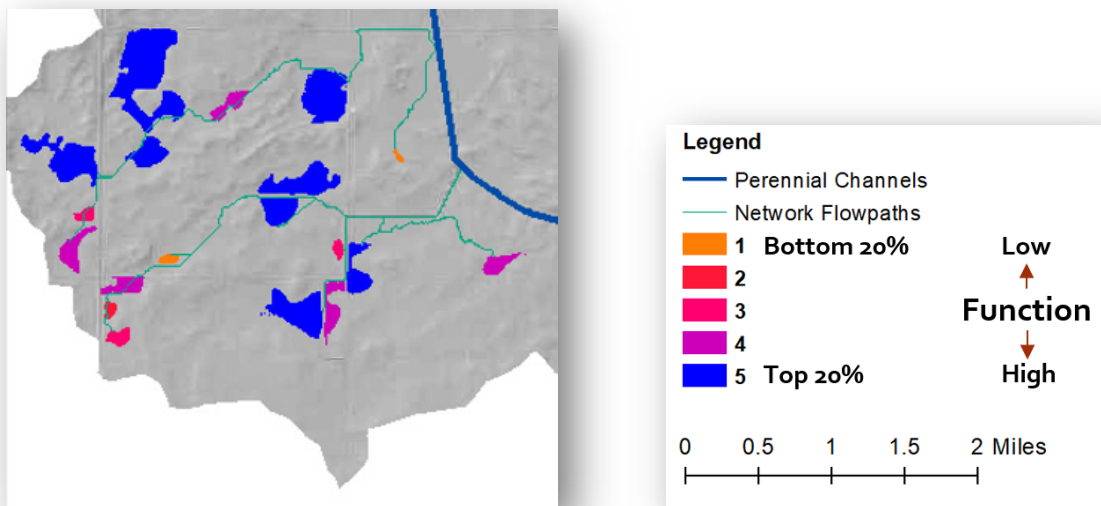 Legend
Perennial Channels
Network Flowpaths
1 Bottom 20% Low
2
3 Function
4
5 Top 20% High
0 0.5 1 1.5 2 Miles